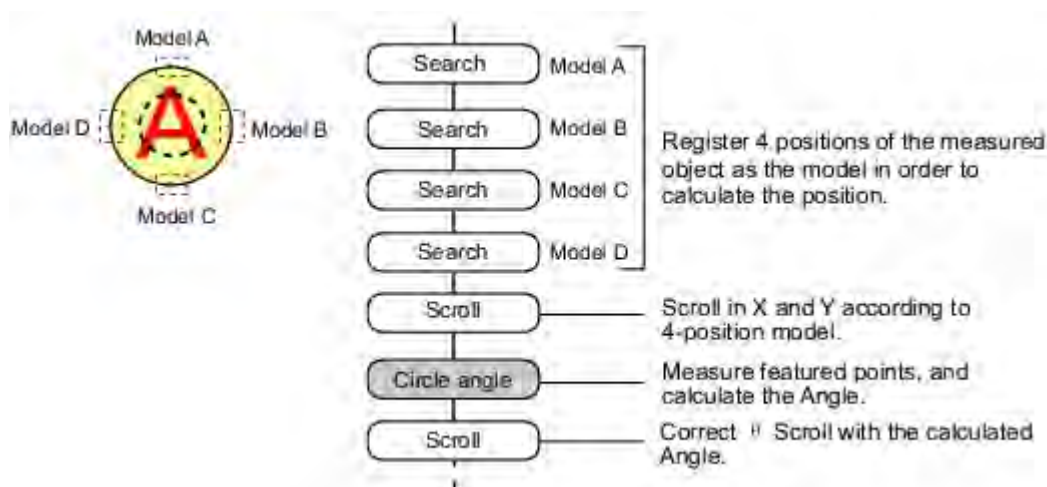 Model A
Model D
A
Model B
Model C
Search
Model A
Search
Model B
Search
Model C
Search
Model D
Register 4 positions of the measured
object as the model in order to
calculate the position.
Scroll
Scroll in X and Y according to
4-position model.
Circle angle
Measure featured points, and
calculate the Angle.
Scroll
Correct θ Scroll with the calculated
Angle.